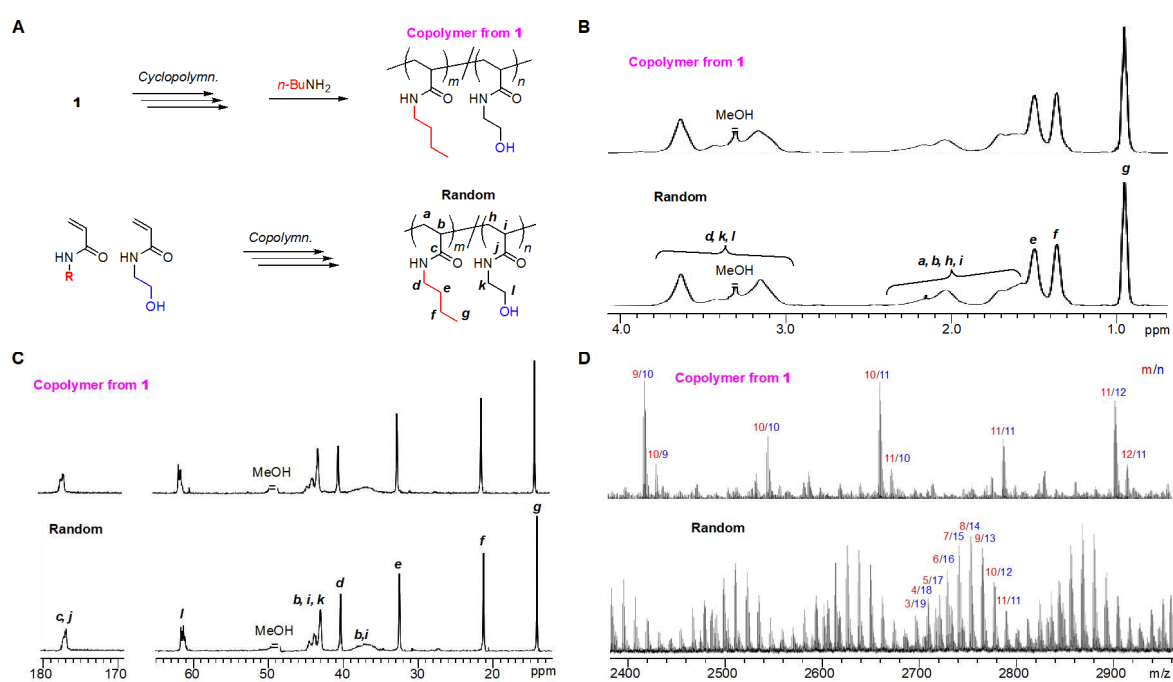 A
Copolymer from 1
1
Cyclopolymn.
n-BuNH2
m
n
HN
O
HN
O
OH
Random
HN
O
R
HN
O
OH
Copolymn.
a
b
h
i
m
n
c
j
HN
O
HN
O
d
e
k
l
f
g
OH
B
Copolymer from 1
MeOH
g
Random
d, k, l
MeOH
a, b, h, i
e
f
4.0 3.0 2.0 1.0 ppm
C
Copolymer from 1
MeOH
Random
g
f
e
d
b, i, k
c, j
l
MeOH
b,i
180 170 60 50 40 30 20 ppm
D
Copolymer from 1
m/n
9/10
10/9
10/10
10/11
11/10
11/11
11/12
12/11
Random
8/14
7/15
9/13
6/16
5/17
10/12
4/18
3/19
11/11
2400 2500 2600 2700 2800 2900 m/z